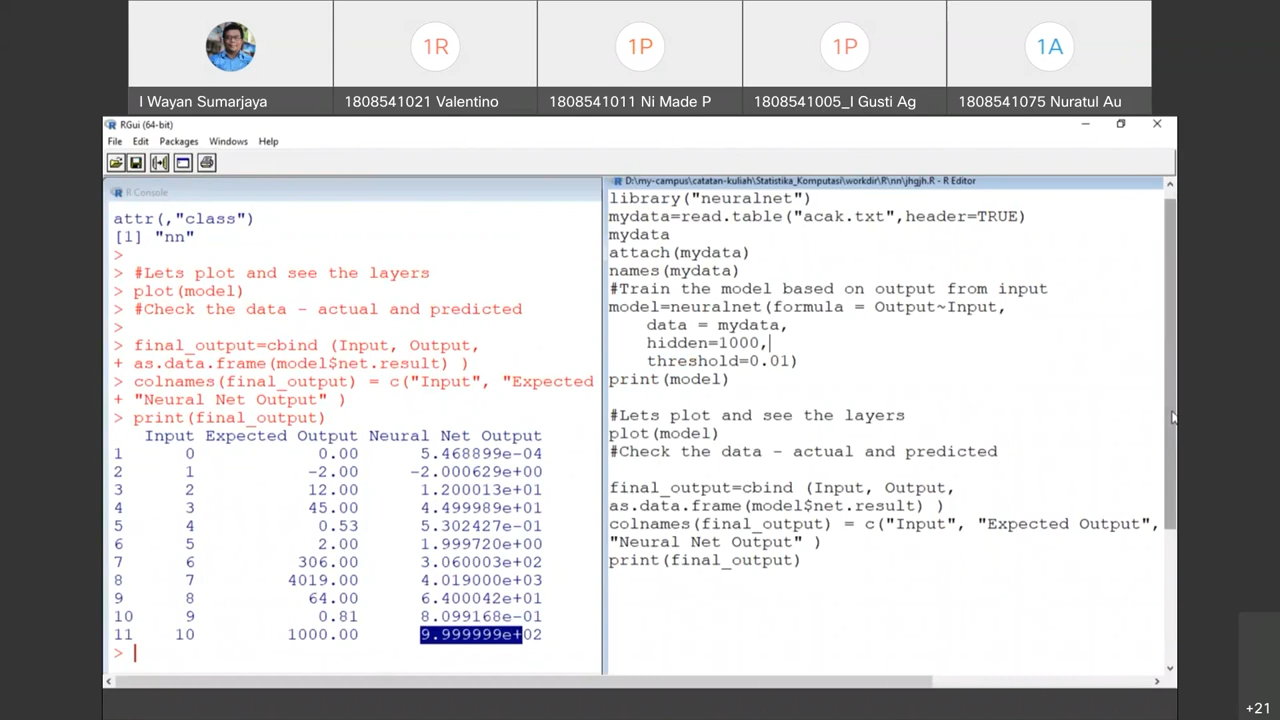 1R
1P
1P
1A
I Wayan Sumarjaya
1808541021 Valentino
1808541011 Ni Made P
1808541005_I Gusti Ag
1808541075 Nuratul Au
RGui (64-bit)
File Edit Packages Windows Help
R Console
attr(,"class")
[1] "nn"
>
> #Lets plot and see the layers
> plot(model)
> #Check the data - actual and predicted
>
> final_output=cbind (Input, Output,
+ as.data.frame(model$net.result) )
> colnames(final_output) = c("Input", "Expected
+ "Neural Net Output" )
> print(final_output)
Input Expected Output Neural Net Output
1 0 0.00 5.468899e-04
2 1 -2.00 -2.000629e+00
3 2 12.00 1.200013e+01
4 3 45.00 4.499989e+01
5 4 0.53 5.302427e-01
6 5 2.00 1.999720e+00
7 6 306.00 3.060003e+02
8 7 4019.00 4.019000e+03
9 8 64.00 6.400042e+01
10 9 0.81 8.099168e-01
11 10 1000.00 9.999999e+02
>
D:\my-campus\catatan-kuliah\Statistika_Komputasi\workdir\R\nn\jhgjh.R - R Editor
library("neuralnet")
mydata=read.table("acak.txt",header=TRUE)
mydata
attach(mydata)
names(mydata)
#Train the model based on output from input
model=neuralnet(formula = Output~Input,
data = mydata,
hidden=1000,
threshold=0.01)
print(model)
#Lets plot and see the layers
plot(model)
#Check the data - actual and predicted
final_output=cbind (Input, Output,
as.data.frame(model$net.result) )
colnames(final_output) = c("Input", "Expected Output",
"Neural Net Output" )
print(final_output)
+21